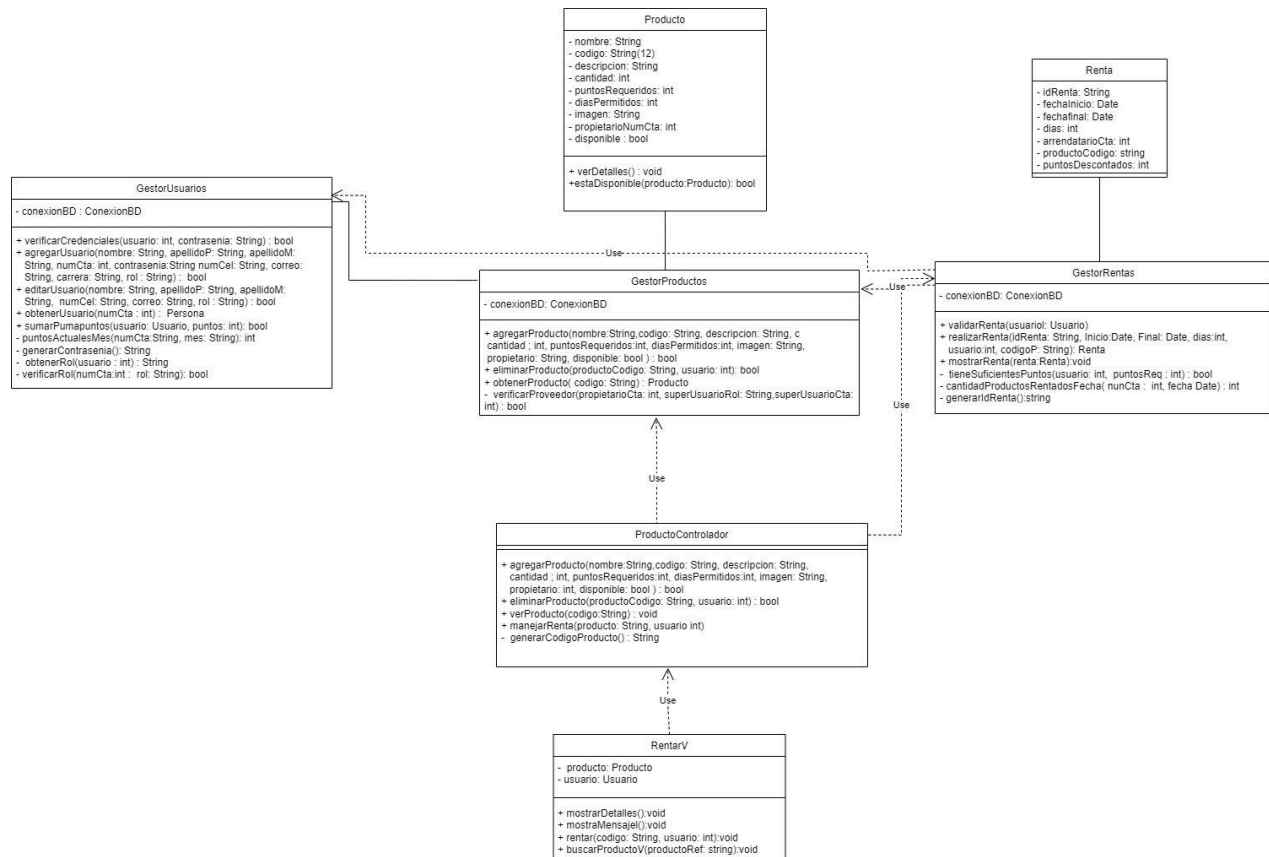 Producto
- nombre: String
- codigo: String(12)
- descripcion: String
- cantidad: int
- puntosRequeridos: int
- diasPermitidos: int
- imagen: String
- propietarioNumCta: int
- disponible : bool
+ verDetalles() : void
+estaDisponible(producto:Producto): bool
Renta
- idRenta: String
- fechaInicio: Date
- fechafinal: Date
- dias: int
- arrendatarioCta: int
- productoCodigo: string
- puntosDescontados: int
GestorUsuarios
- conexionBD : ConexionBD
+ verificarCredenciales(usuario: int, contrasenia: String) : bool
+ agregarUsuario(nombre: String, apellidoP: String, apellidoM:
String, numCta: int, contrasenia:String numCel: String, correo:
String, carrera: String, rol : String) : bool
+ editarUsuario(nombre: String, apellidoP: String, apellidoM:
String, numCel: String, correo: String, rol : String) : bool
+ obtenerUsuario(numCta : int) : Persona
+ sumarPumapuntos(usuario: Usuario, puntos: int): bool
- puntosActualesMes(numCta:String, mes: String): int
- generarContrasenia(): String
- obtenerRol(usuario : int) : String
- verificarRol(numCta:int : rol: String): bool
Use
GestorProductos
- conexionBD: ConexionBD
+ agregarProducto(nombre:String,codigo: String, descripcion: String, c
cantidad ; int, puntosRequeridos:int, diasPermitidos:int, imagen: String,
propietario: String, disponible: bool ) : bool
+ eliminarProducto(productoCodigo: String, usuario: int): bool
+ obtenerProducto( codigo: String) : Producto
- verificarProveedor(propietarioCta: int, superUsuarioRol: String,superUsuarioCta:
int) : bool
Use
GestorRentas
- conexionBD: ConexionBD
+ validarRenta(usuarioI: Usuario)
+ realizarRenta(idRenta: String, Inicio:Date, Final: Date, dias:int,
usuario:int, codigoP: String): Renta
+ mostrarRenta(renta:Renta):void
- tieneSuficientesPuntos(usuario: int, puntosReq : int) : bool
- cantidadProductosRentadosFecha( nunCta : int, fecha Date) : int
- generarIdRenta():string
Use
Use
ProductoControlador
+ agregarProducto(nombre:String,codigo: String, descripcion: String,
cantidad ; int, puntosRequeridos:int, diasPermitidos:int, imagen: String,
propietario: int, disponible: bool ) : bool
+ eliminarProducto(productoCodigo: String, usuario: int) : bool
+ verProducto(codigo:String) : void
+ manejarRenta(producto: String, usuario int)
- generarCodigoProducto() : String
Use
RentarV
- producto: Producto
- usuario: Usuario
+ mostrarDetalles():void
+ mostraMensajeI():void
+ rentar(codigo: String, usuario: int):void
+ buscarProductoV(productoRef: string):void